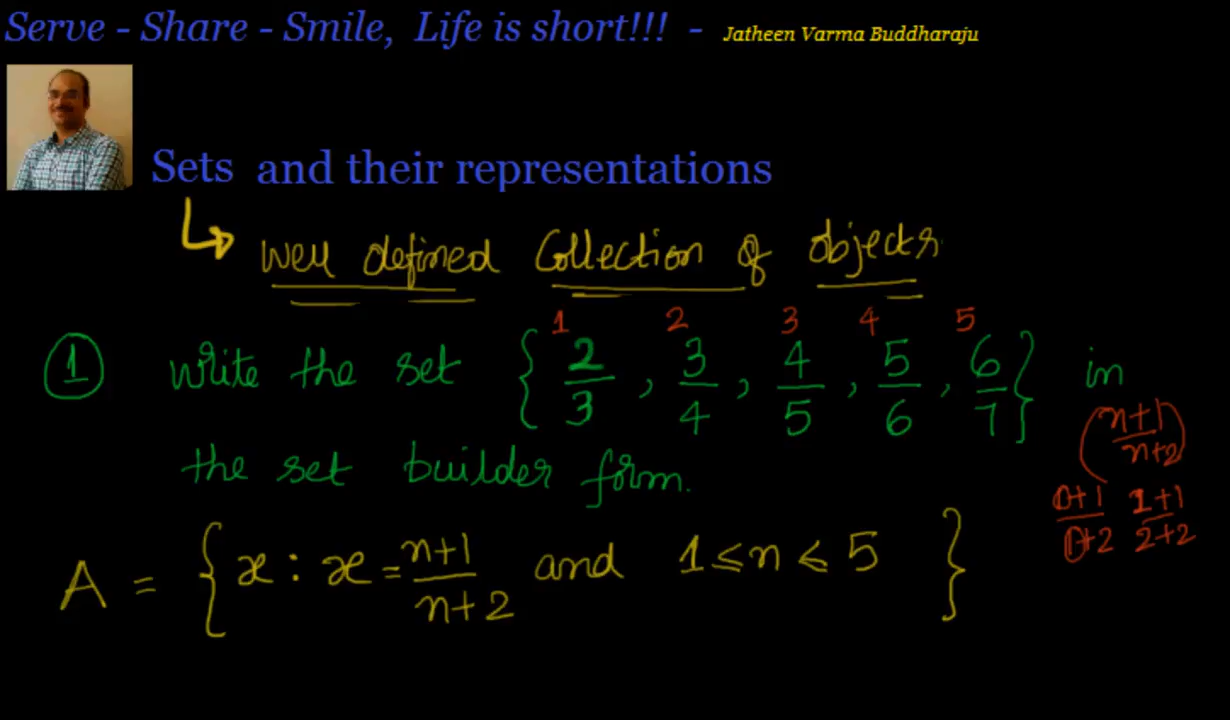 Serve - Share - Smile, Life is short!!! - Jatheen Varma Buddharaju
Sets and their representations
↳ Well defined Collection of objects
1 2 3 4 5
① Write the set { 2/3 , 3/4 , 4/5 , 5/6 , 6/7 } in
(n+1/n+2)
the set builder form.
0+1/0+2 1+1/2+2
A = { x : x = n+1/n+2 and 1 ≤ n ≤ 5 }